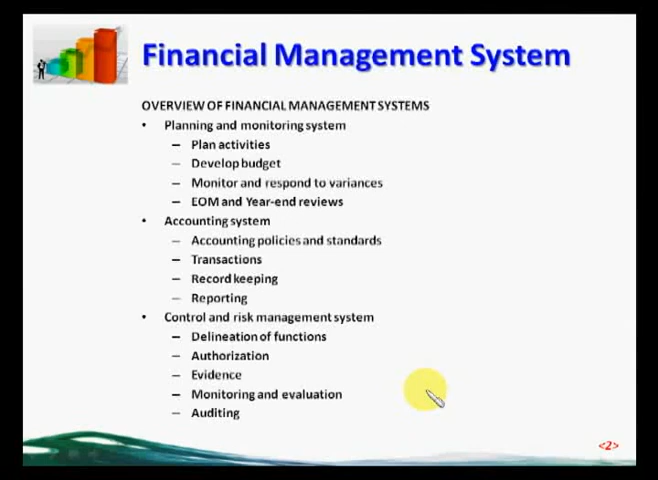 Financial Management System
OVERVIEW OF FINANCIAL MANAGEMENT SYSTEMS
• Planning and monitoring system
– Plan activities
– Develop budget
– Monitor and respond to variances
– EOM and Year-end reviews
• Accounting system
– Accounting policies and standards
– Transactions
– Record keeping
– Reporting
• Control and risk management system
– Delineation of functions
– Authorization
– Evidence
– Monitoring and evaluation
– Auditing
<2>